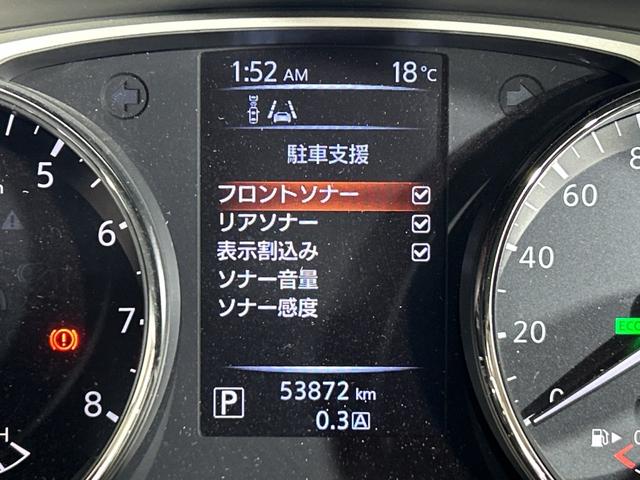 1:52 AM 18℃
駐車支援
フロントソナー
リアソナー
表示割込み
ソナー音量
ソナー感度
P 53872 km
0.3 A
5
6
7
8
H
80
60
40
20
0
ECO